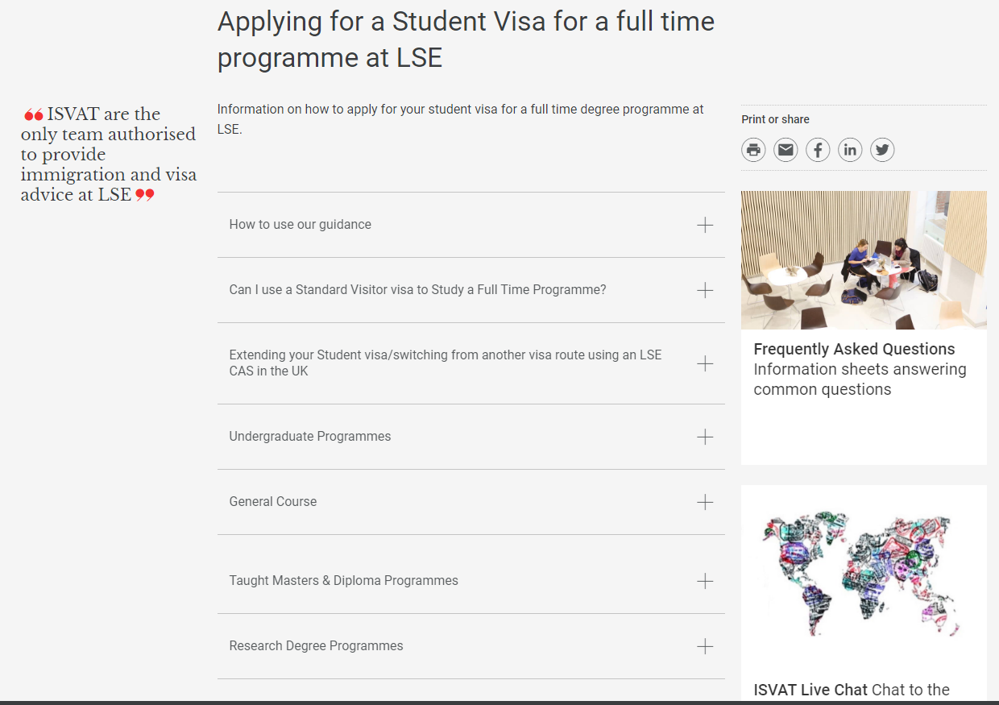 Applying for a Student Visa for a full time
programme at LSE
❝ ISVAT are the
only team authorised
to provide
immigration and visa
advice at LSE ❞
Information on how to apply for your student visa for a full time degree programme at
LSE.
How to use our guidance
Can I use a Standard Visitor visa to Study a Full Time Programme?
Extending your Student visa/switching from another visa route using an LSE
CAS in the UK
Undergraduate Programmes
General Course
Taught Masters & Diploma Programmes
Research Degree Programmes
Print or share
Frequently Asked Questions
Information sheets answering
common questions
ISVAT Live Chat Chat to the